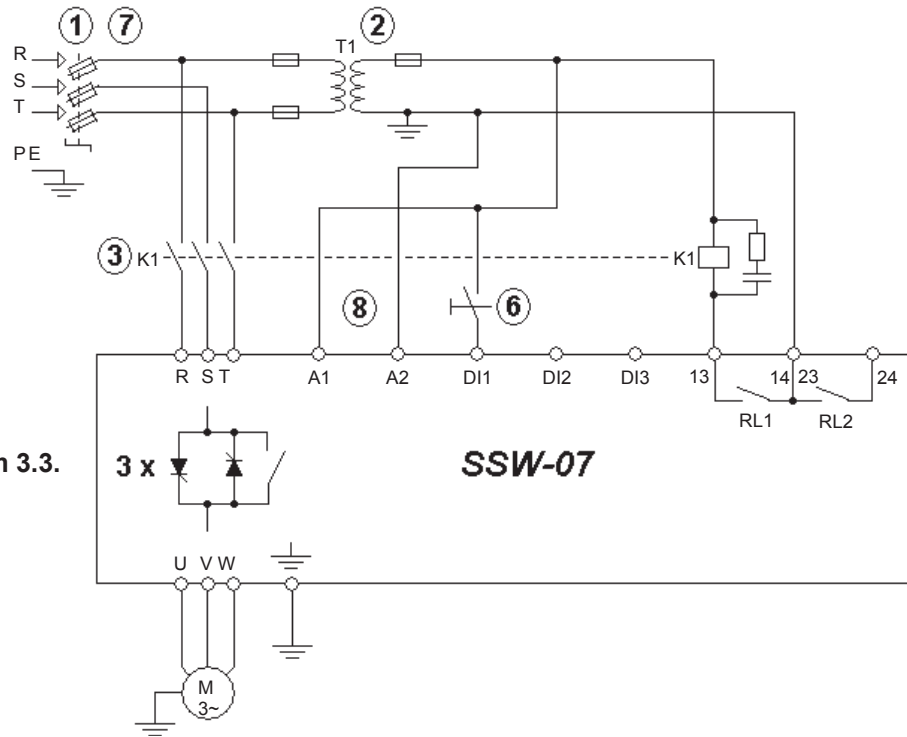 1 7 2
T1
R
S
T
PE
3 K1 K1
8 6
R S T A1 A2 DI1 DI2 DI3 13 14 23 24
RL1 RL2
n 3.3. 3 x SSW-07
U V W
M
3~